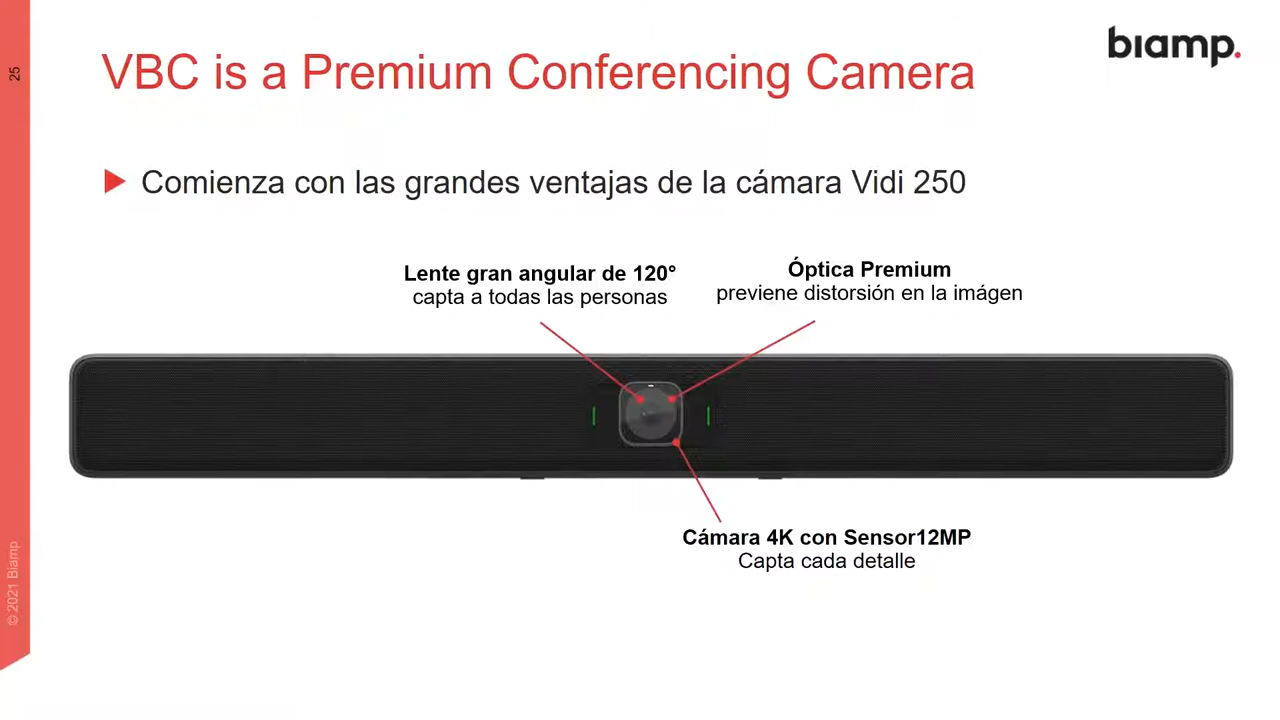 25
biamp.
VBC is a Premium Conferencing Camera
Comienza con las grandes ventajas de la cámara Vidi 250
Lente gran angular de 120°
capta a todas las personas
Óptica Premium
previene distorsión en la imágen
Cámara 4K con Sensor12MP
Capta cada detalle
© 2021 Biamp